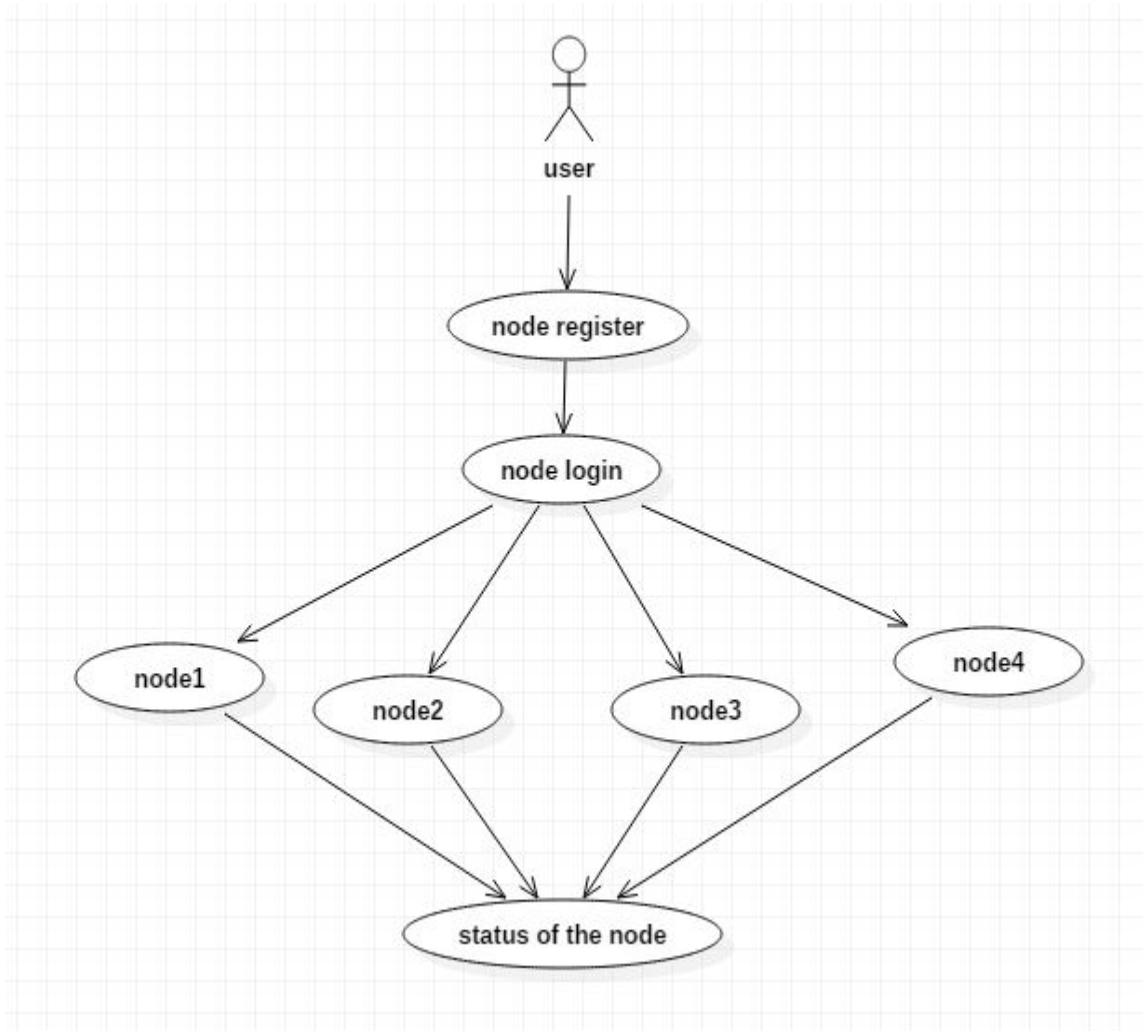 user
node register
node login
node1
node2
node3
node4
status of the node